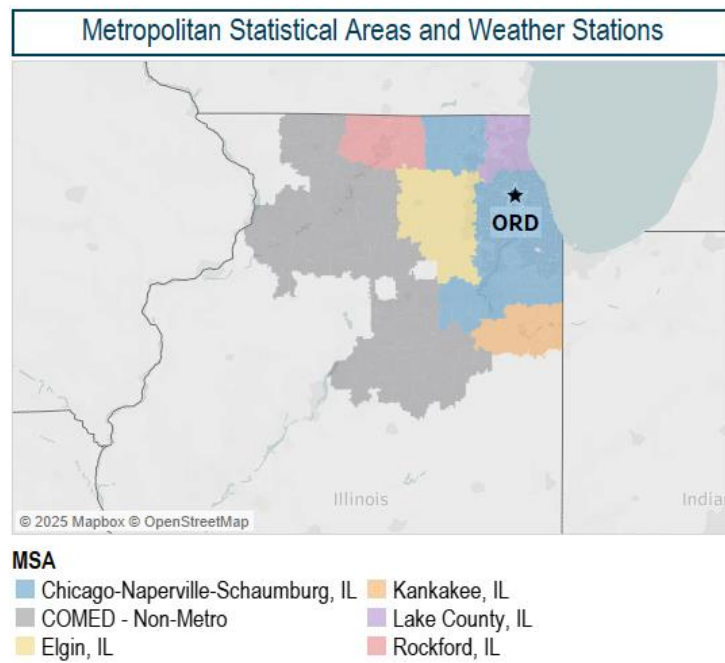 Metropolitan Statistical Areas and Weather Stations
ORD
Illinois
Indian
© 2025 Mapbox © OpenStreetMap
MSA
Chicago-Naperville-Schaumburg, IL
Kankakee, IL
COMED - Non-Metro
Lake County, IL
Elgin, IL
Rockford, IL